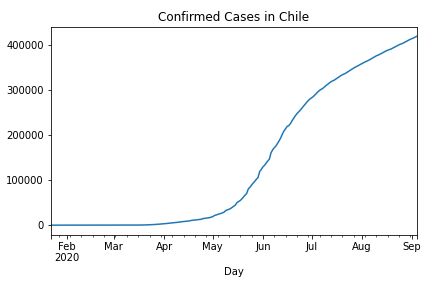 Confirmed Cases in Chile
400000
300000
200000
100000
0
Feb Mar Apr May Jun Jul Aug Sep
2020
Day